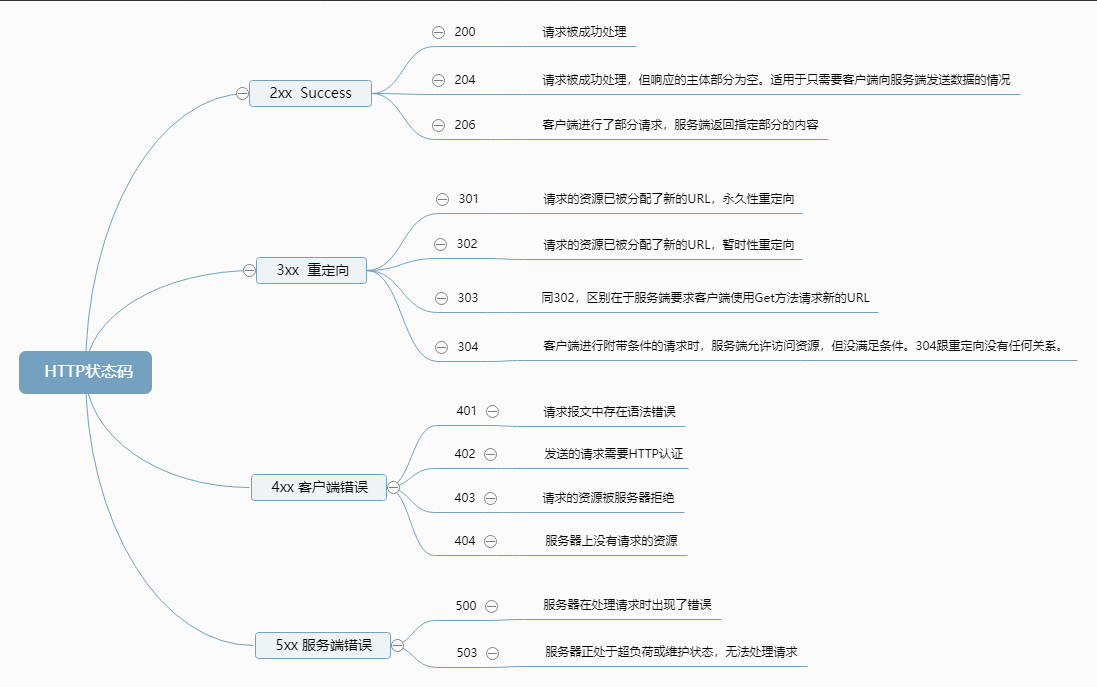 HTTP状态码
2xx  Success
200 请求被成功处理
204 请求被成功处理，但响应的主体部分为空。适用于只需要客户端向服务端发送数据的情况
206 客户端进行了部分请求，服务端返回指定部分的内容
3xx  重定向
301 请求的资源已被分配了新的URL，永久性重定向
302 请求的资源已被分配了新的URL，暂时性重定向
303 同302，区别在于服务端要求客户端使用Get方法请求新的URL
304 客户端进行附带条件的请求时，服务端允许访问资源，但没满足条件。304跟重定向没有任何关系。
4xx 客户端错误
401 请求报文中存在语法错误
402 发送的请求需要HTTP认证
403 请求的资源被服务器拒绝
404 服务器上没有请求的资源
5xx 服务端错误
500 服务器在处理请求时出现了错误
503 服务器正处于超负荷或维护状态，无法处理请求